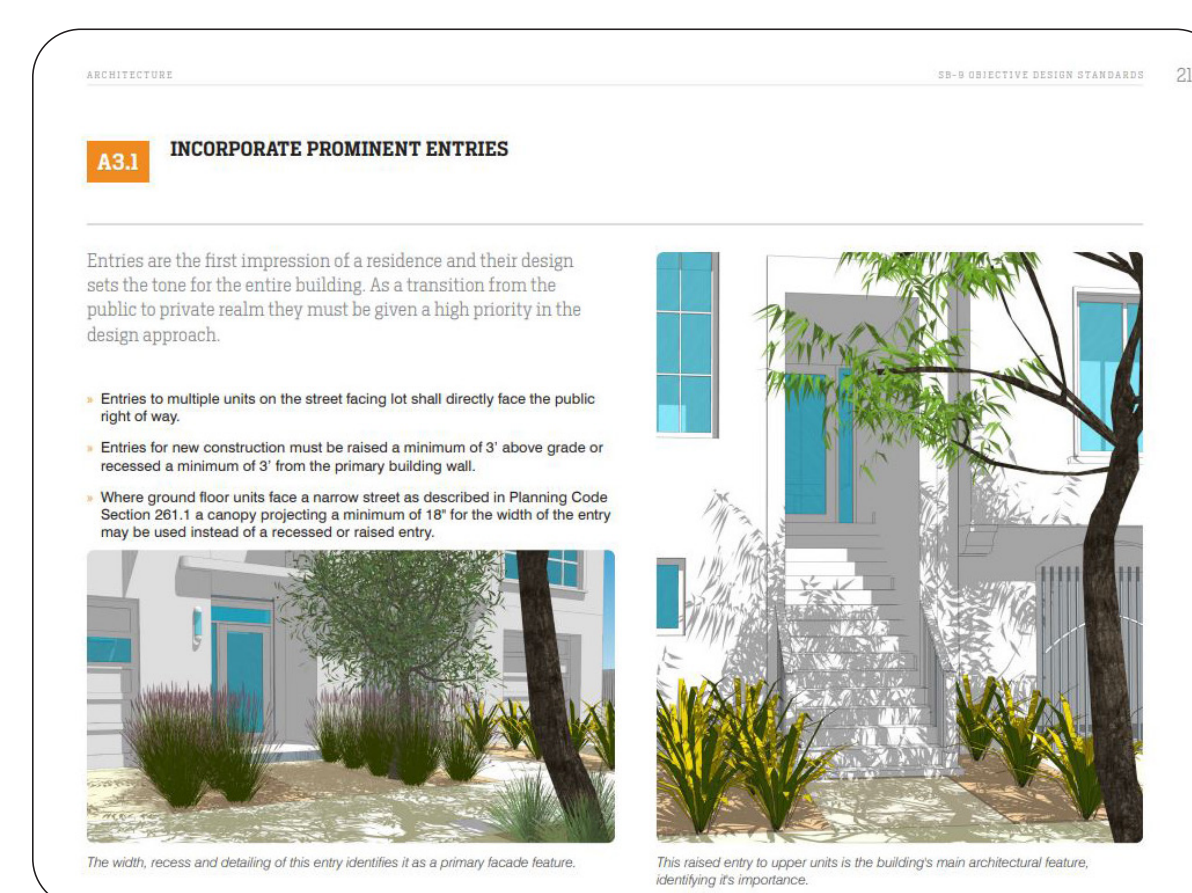 ARCHITECTURE
SB-9 OBJECTIVE DESIGN STANDARDS
21
A3.1
INCORPORATE PROMINENT ENTRIES
Entries are the first impression of a residence and their design
sets the tone for the entire building. As a transition from the
public to private realm they must be given a high priority in the
design approach.
» Entries to multiple units on the street facing lot shall directly face the public
right of way.
» Entries for new construction must be raised a minimum of 3' above grade or
recessed a minimum of 3' from the primary building wall.
» Where ground floor units face a narrow street as described in Planning Code
Section 261.1 a canopy projecting a minimum of 18" for the width of the entry
may be used instead of a recessed or raised entry.
The width, recess and detailing of this entry identifies it as a primary facade feature.
This raised entry to upper units is the building's main architectural feature,
identifying it's importance.